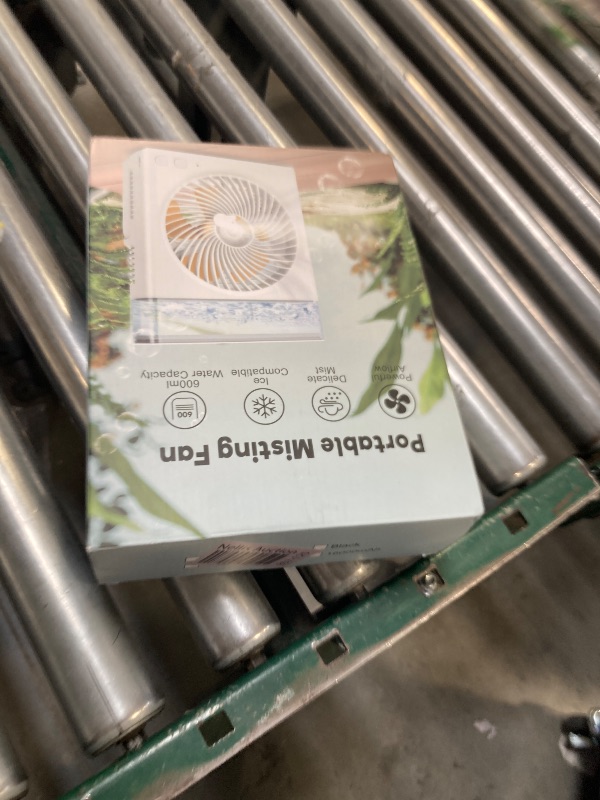 Portable Misting Fan
Powerful Airflow
Delicate Mist
Ice Compatible
600
600ml Water Capacity
Black